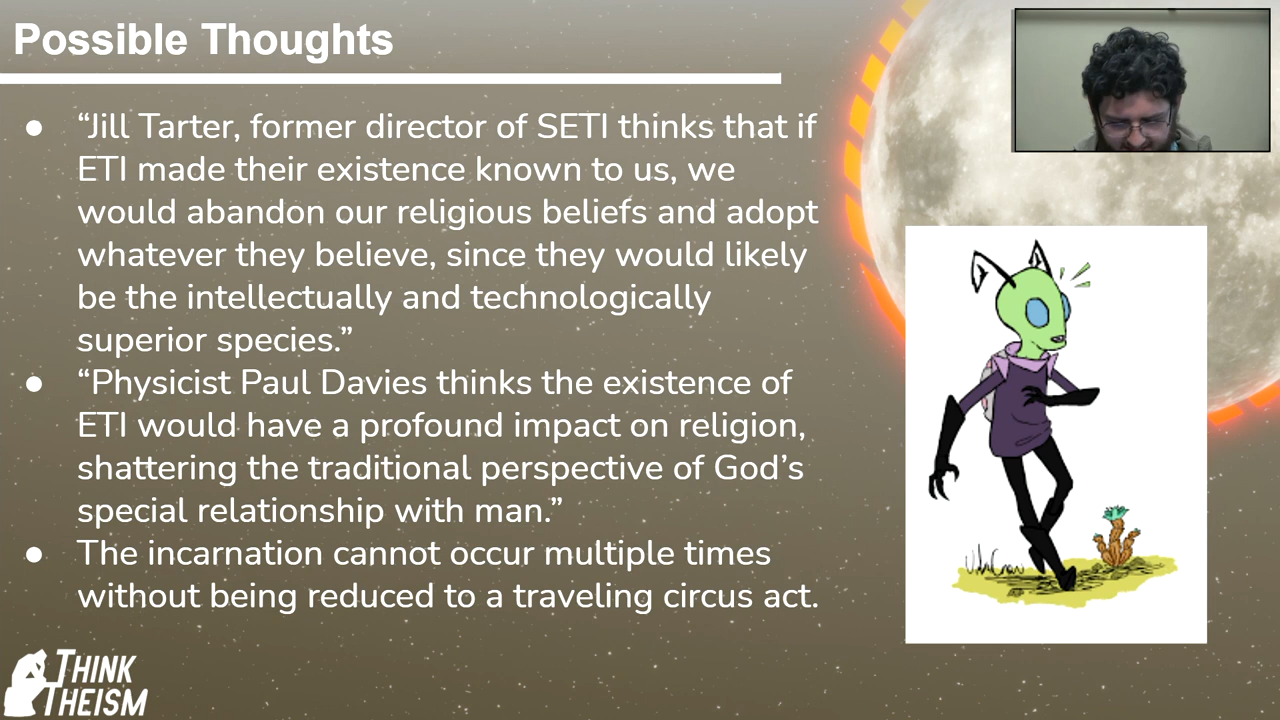 Possible Thoughts
● “Jill Tarter, former director of SETI thinks that if
ETI made their existence known to us, we
would abandon our religious beliefs and adopt
whatever they believe, since they would likely
be the intellectually and technologically
superior species.”
● “Physicist Paul Davies thinks the existence of
ETI would have a profound impact on religion,
shattering the traditional perspective of God’s
special relationship with man.”
● The incarnation cannot occur multiple times
without being reduced to a traveling circus act.
THINK
THEISM